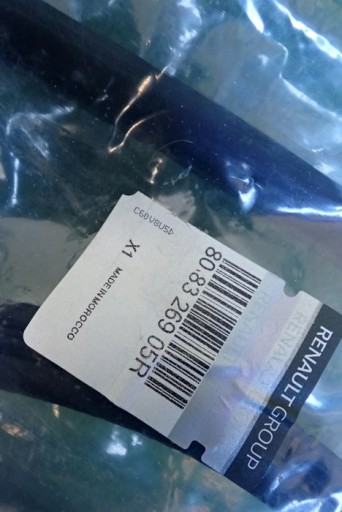 RENAULT GROUP
80.83 269 05R
X1 MADE IN MOROCCO